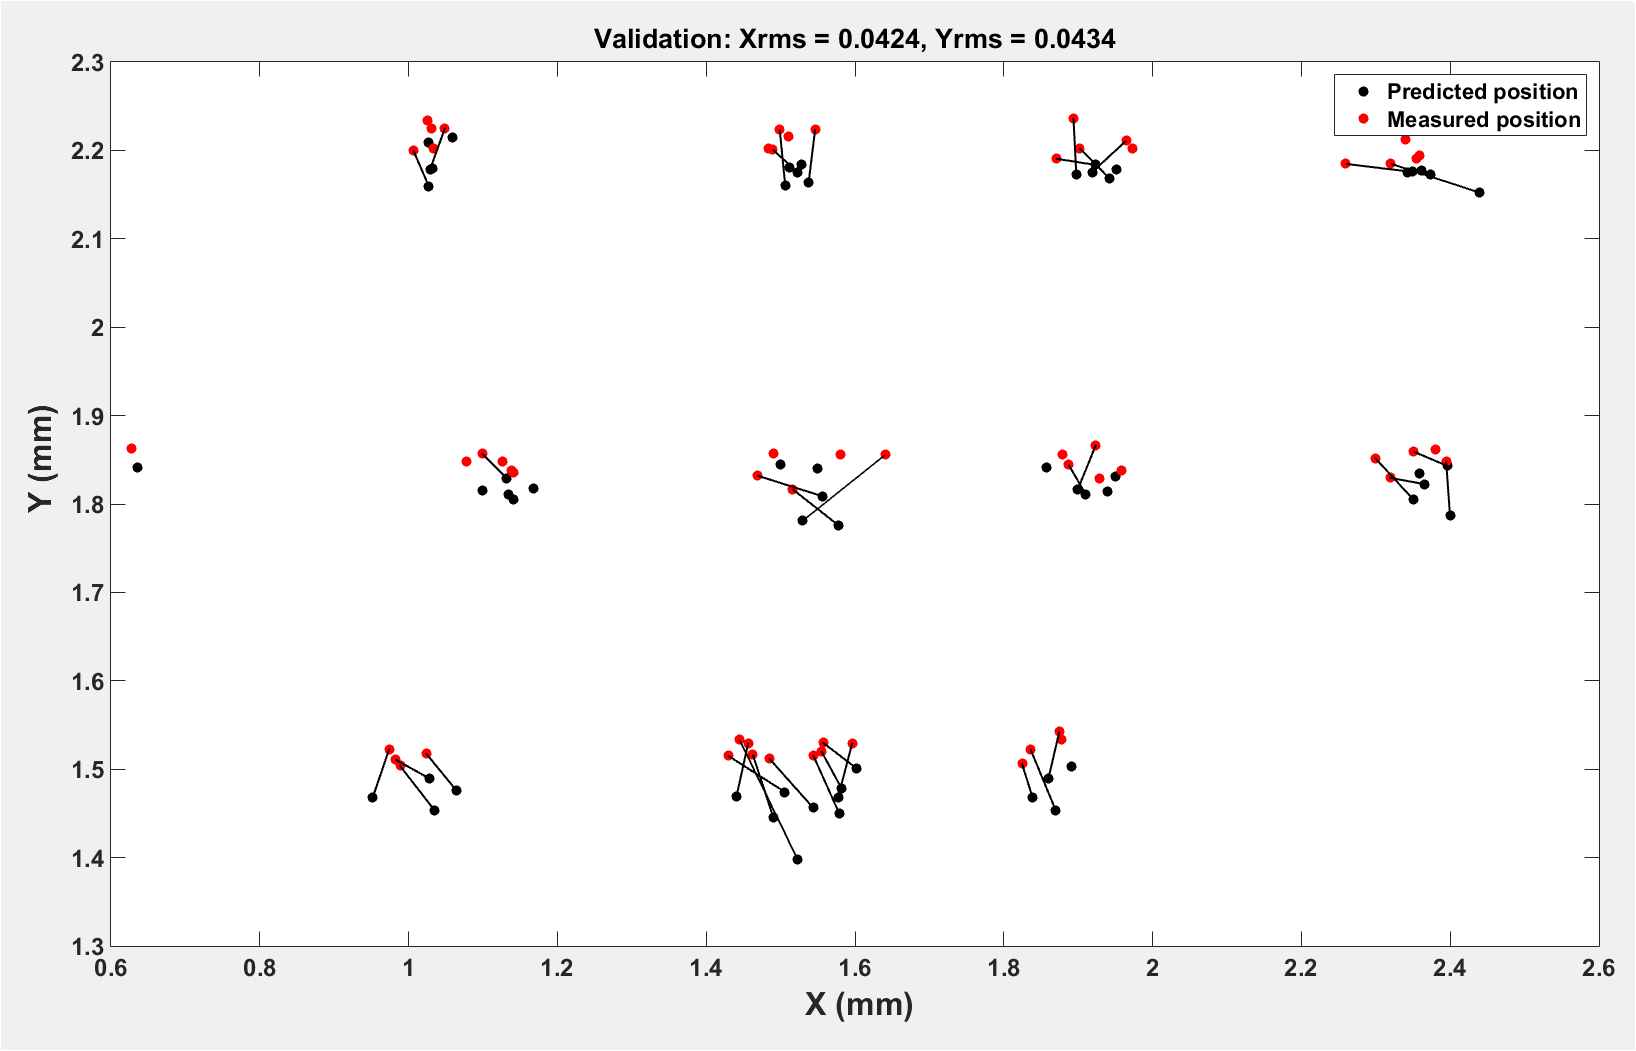 Validation: Xrms = 0.0424, Yrms = 0.0434
Predicted position
Measured position
2.3
2.2
2.1
2
1.9
1.8
1.7
1.6
1.5
1.4
1.3
Y (mm)
0.6 0.8 1 1.2 1.4 1.6 1.8 2 2.2 2.4 2.6
X (mm)